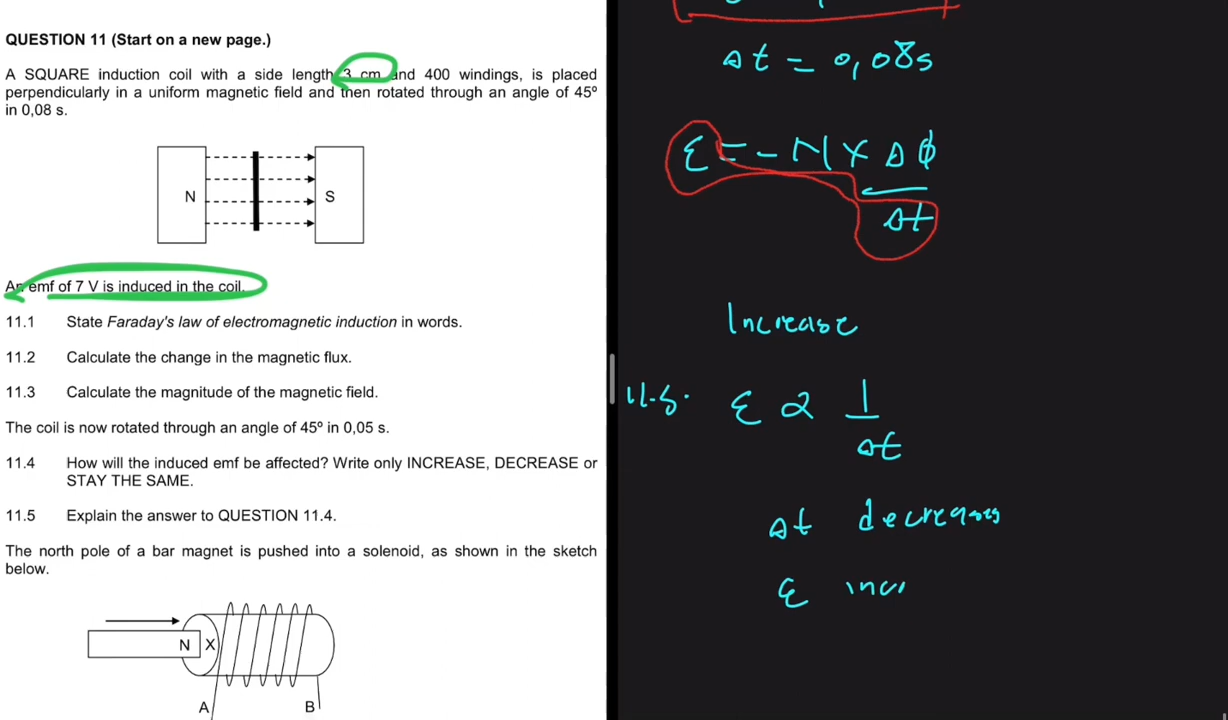 QUESTION 11 (Start on a new page.)
A SQUARE induction coil with a side length 3 cm and 400 windings, is placed
perpendicularly in a uniform magnetic field and then rotated through an angle of 45º
in 0,08 s.
N
S
An emf of 7 V is induced in the coil.
11.1 State Faraday's law of electromagnetic induction in words.
11.2 Calculate the change in the magnetic flux.
11.3 Calculate the magnitude of the magnetic field.
The coil is now rotated through an angle of 45º in 0,05 s.
11.4 How will the induced emf be affected? Write only INCREASE, DECREASE or
STAY THE SAME.
11.5 Explain the answer to QUESTION 11.4.
The north pole of a bar magnet is pushed into a solenoid, as shown in the sketch
below.
N X
A B
Δt = 0,08s
ε = - N × Δϕ
Δt
Increase
11.5. ε ∝ 1
Δt
Δt decreases
ε incr